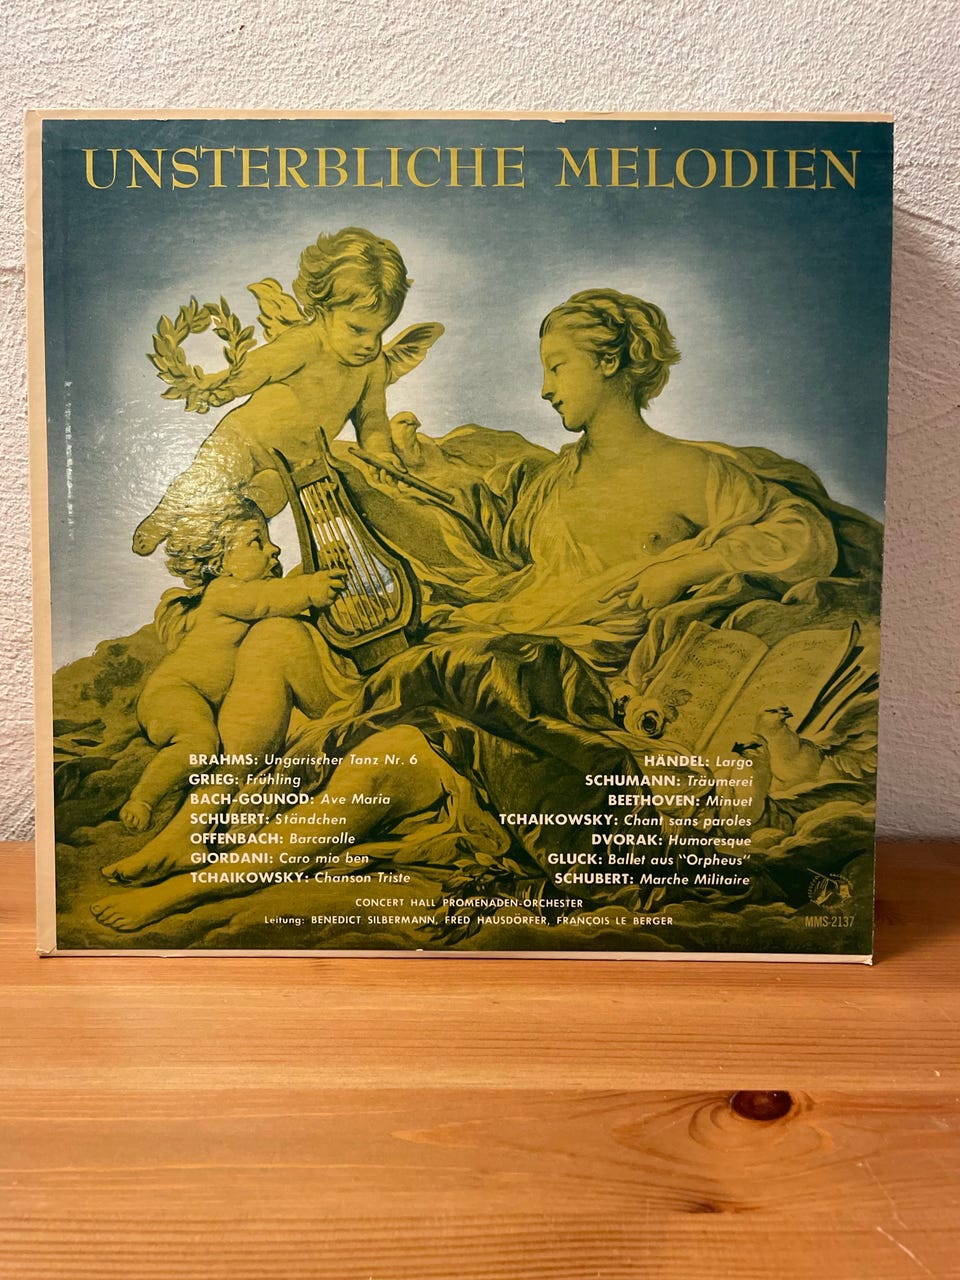 UNSTERBLICHE MELODIEN
BRAHMS: Ungarischer Tanz Nr. 6
GRIEG: Frühling
BACH-GOUNOD: Ave Maria
SCHUBERT: Ständchen
OFFENBACH: Barcarolle
GIORDANI: Caro mio ben
TCHAIKOWSKY: Chanson Triste
HÄNDEL: Largo
SCHUMANN: Träumerei
BEETHOVEN: Minuet
TCHAIKOWSKY: Chant sans paroles
DVORAK: Humoresque
GLUCK: Ballet aus "Orpheus"
SCHUBERT: Marche Militaire
CONCERT HALL PROMENADEN-ORCHESTER
Leitung: BENEDICT SILBERMANN, FRED HAUSDÖRFER, FRANÇOIS LE BERGER
MMS-2137